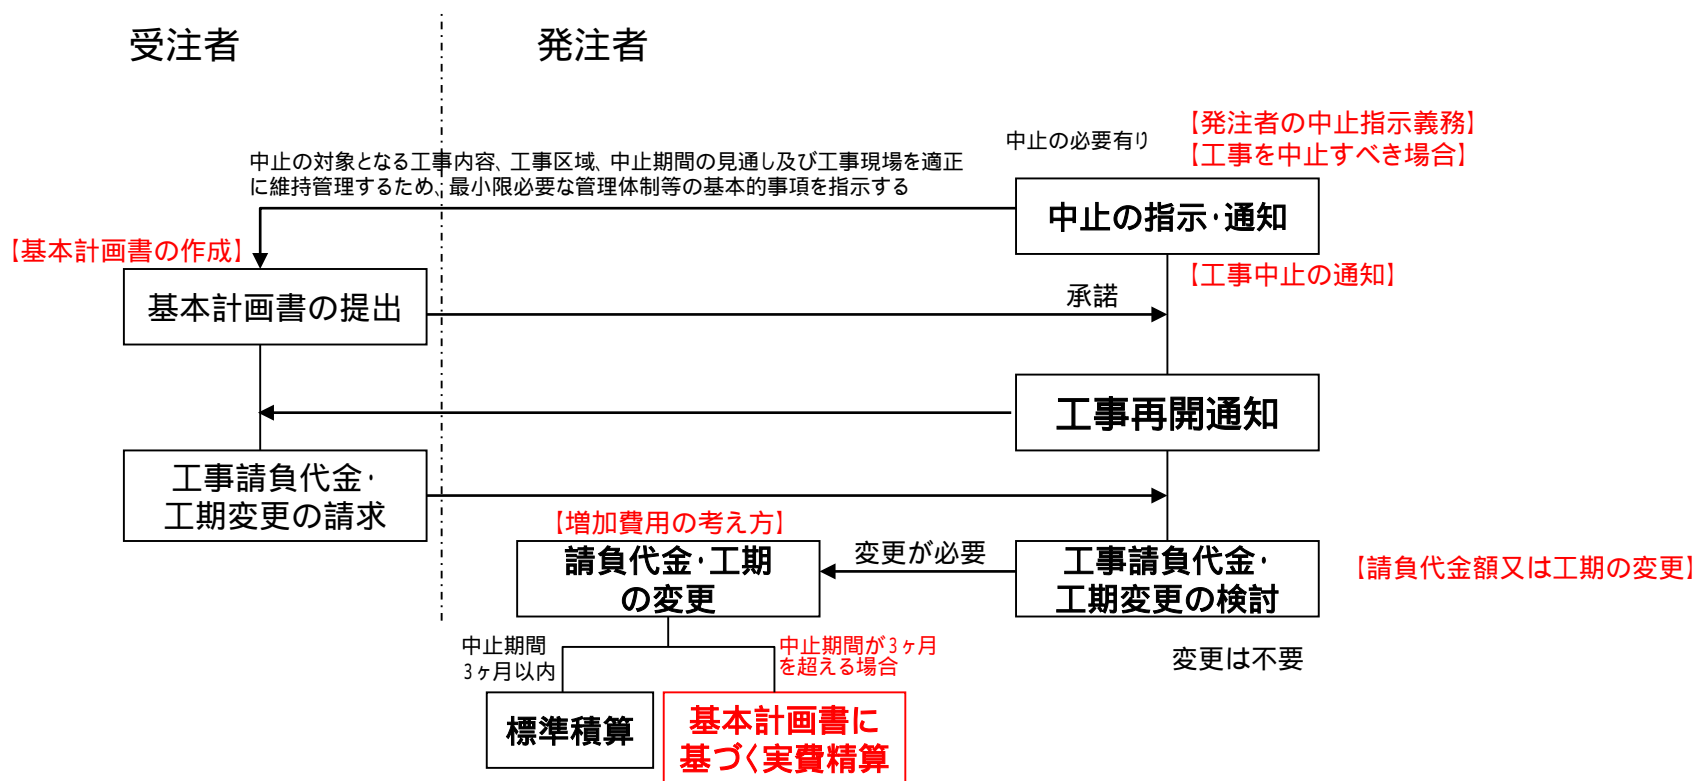 受注者
発注者
中止の必要有り
【発注者の中止指示義務】
【工事を中止すべき場合】
中止の対象となる工事内容、工事区域、中止期間の見通し及び工事現場を適正
に維持管理するため、最小限必要な管理体制等の基本的事項を指示する
中止の指示・通知
【基本計画書の作成】
【工事中止の通知】
基本計画書の提出
承諾
工事再開通知
工事請負代金・
工期変更の請求
【増加費用の考え方】
請負代金・工期
の変更
変更が必要
工事請負代金・
工期変更の検討
【請負代金額又は工期の変更】
中止期間
3ヶ月以内
中止期間が3ヶ月
を超える場合
変更は不要
標準積算
基本計画書に
基づく実費精算